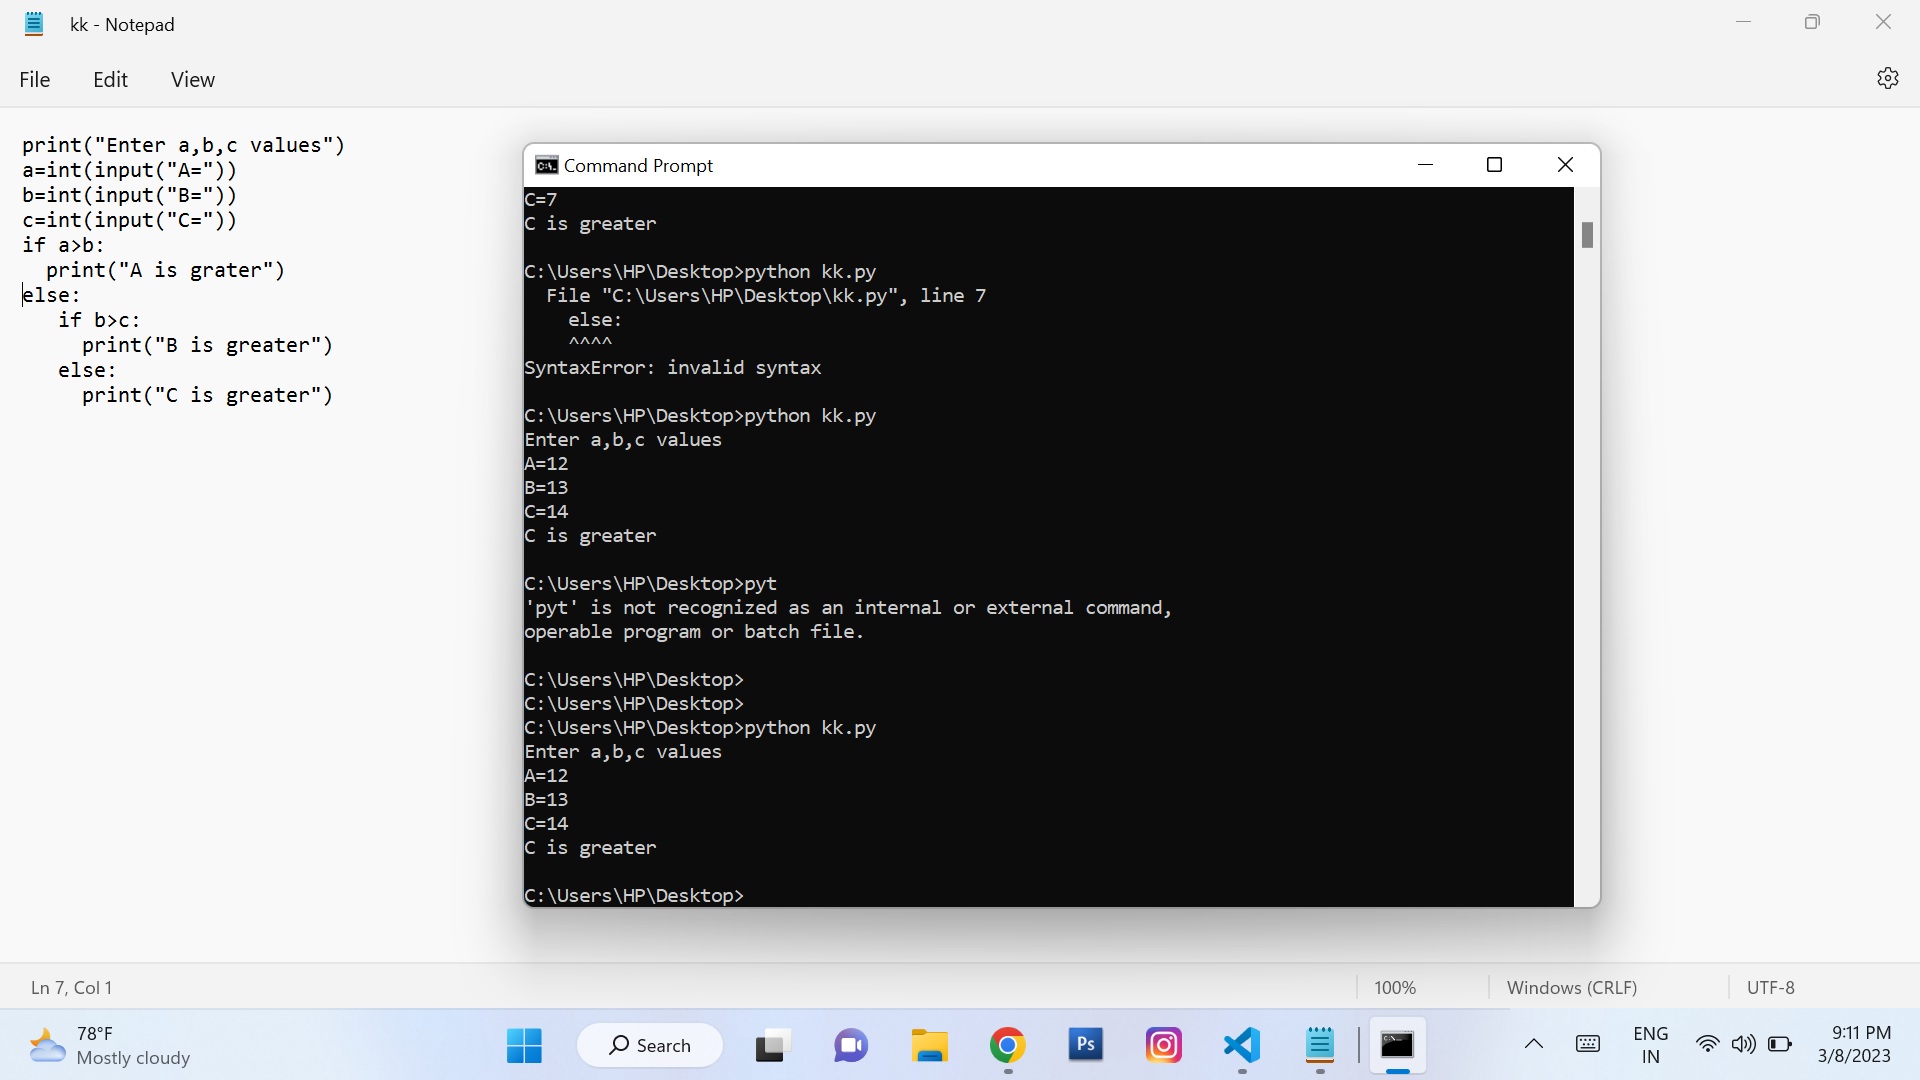 kk - Notepad
File Edit View
print("Enter a,b,c values")
a=int(input("A="))
b=int(input("B="))
c=int(input("C="))
if a>b:
  print("A is grater")
else:
   if b>c:
     print("B is greater")
   else:
     print("C is greater")
Command Prompt
C=7
C is greater
C:\Users\HP\Desktop>python kk.py
  File "C:\Users\HP\Desktop\kk.py", line 7
    else:
    ^^^^
SyntaxError: invalid syntax
C:\Users\HP\Desktop>python kk.py
Enter a,b,c values
A=12
B=13
C=14
C is greater
C:\Users\HP\Desktop>pyt
'pyt' is not recognized as an internal or external command,
operable program or batch file.
C:\Users\HP\Desktop>
C:\Users\HP\Desktop>
C:\Users\HP\Desktop>python kk.py
Enter a,b,c values
A=12
B=13
C=14
C is greater
C:\Users\HP\Desktop>
Ln 7, Col 1 100% Windows (CRLF) UTF-8
78°F
Mostly cloudy
Search
Ps
ENG
IN
9:11 PM
3/8/2023